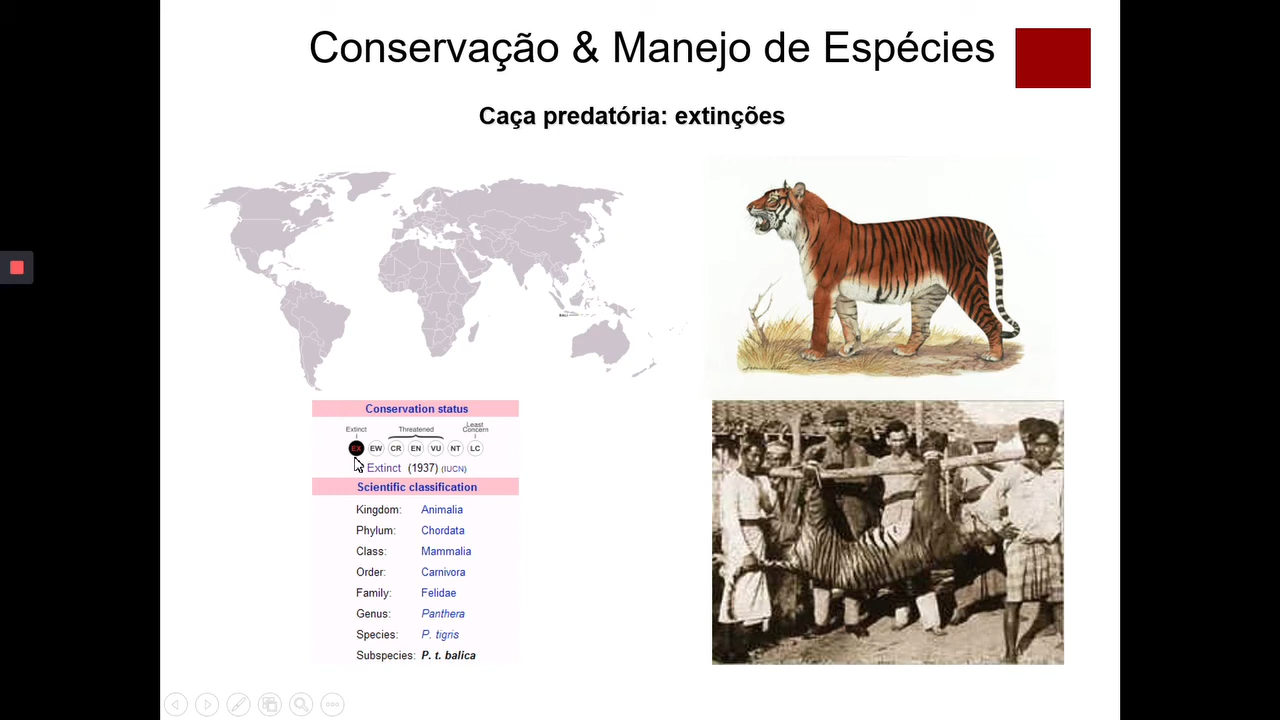 Conservação & Manejo de Espécies
Caça predatória: extinções
BALI
Conservation status
Extinct
Threatened
Least
Concern
EX EW CR EN VU NT LC
Extinct (1937) (IUCN)
Scientific classification
Kingdom: Animalia
Phylum: Chordata
Class: Mammalia
Order: Carnivora
Family: Felidae
Genus: Panthera
Species: P. tigris
Subspecies: P. t. balica